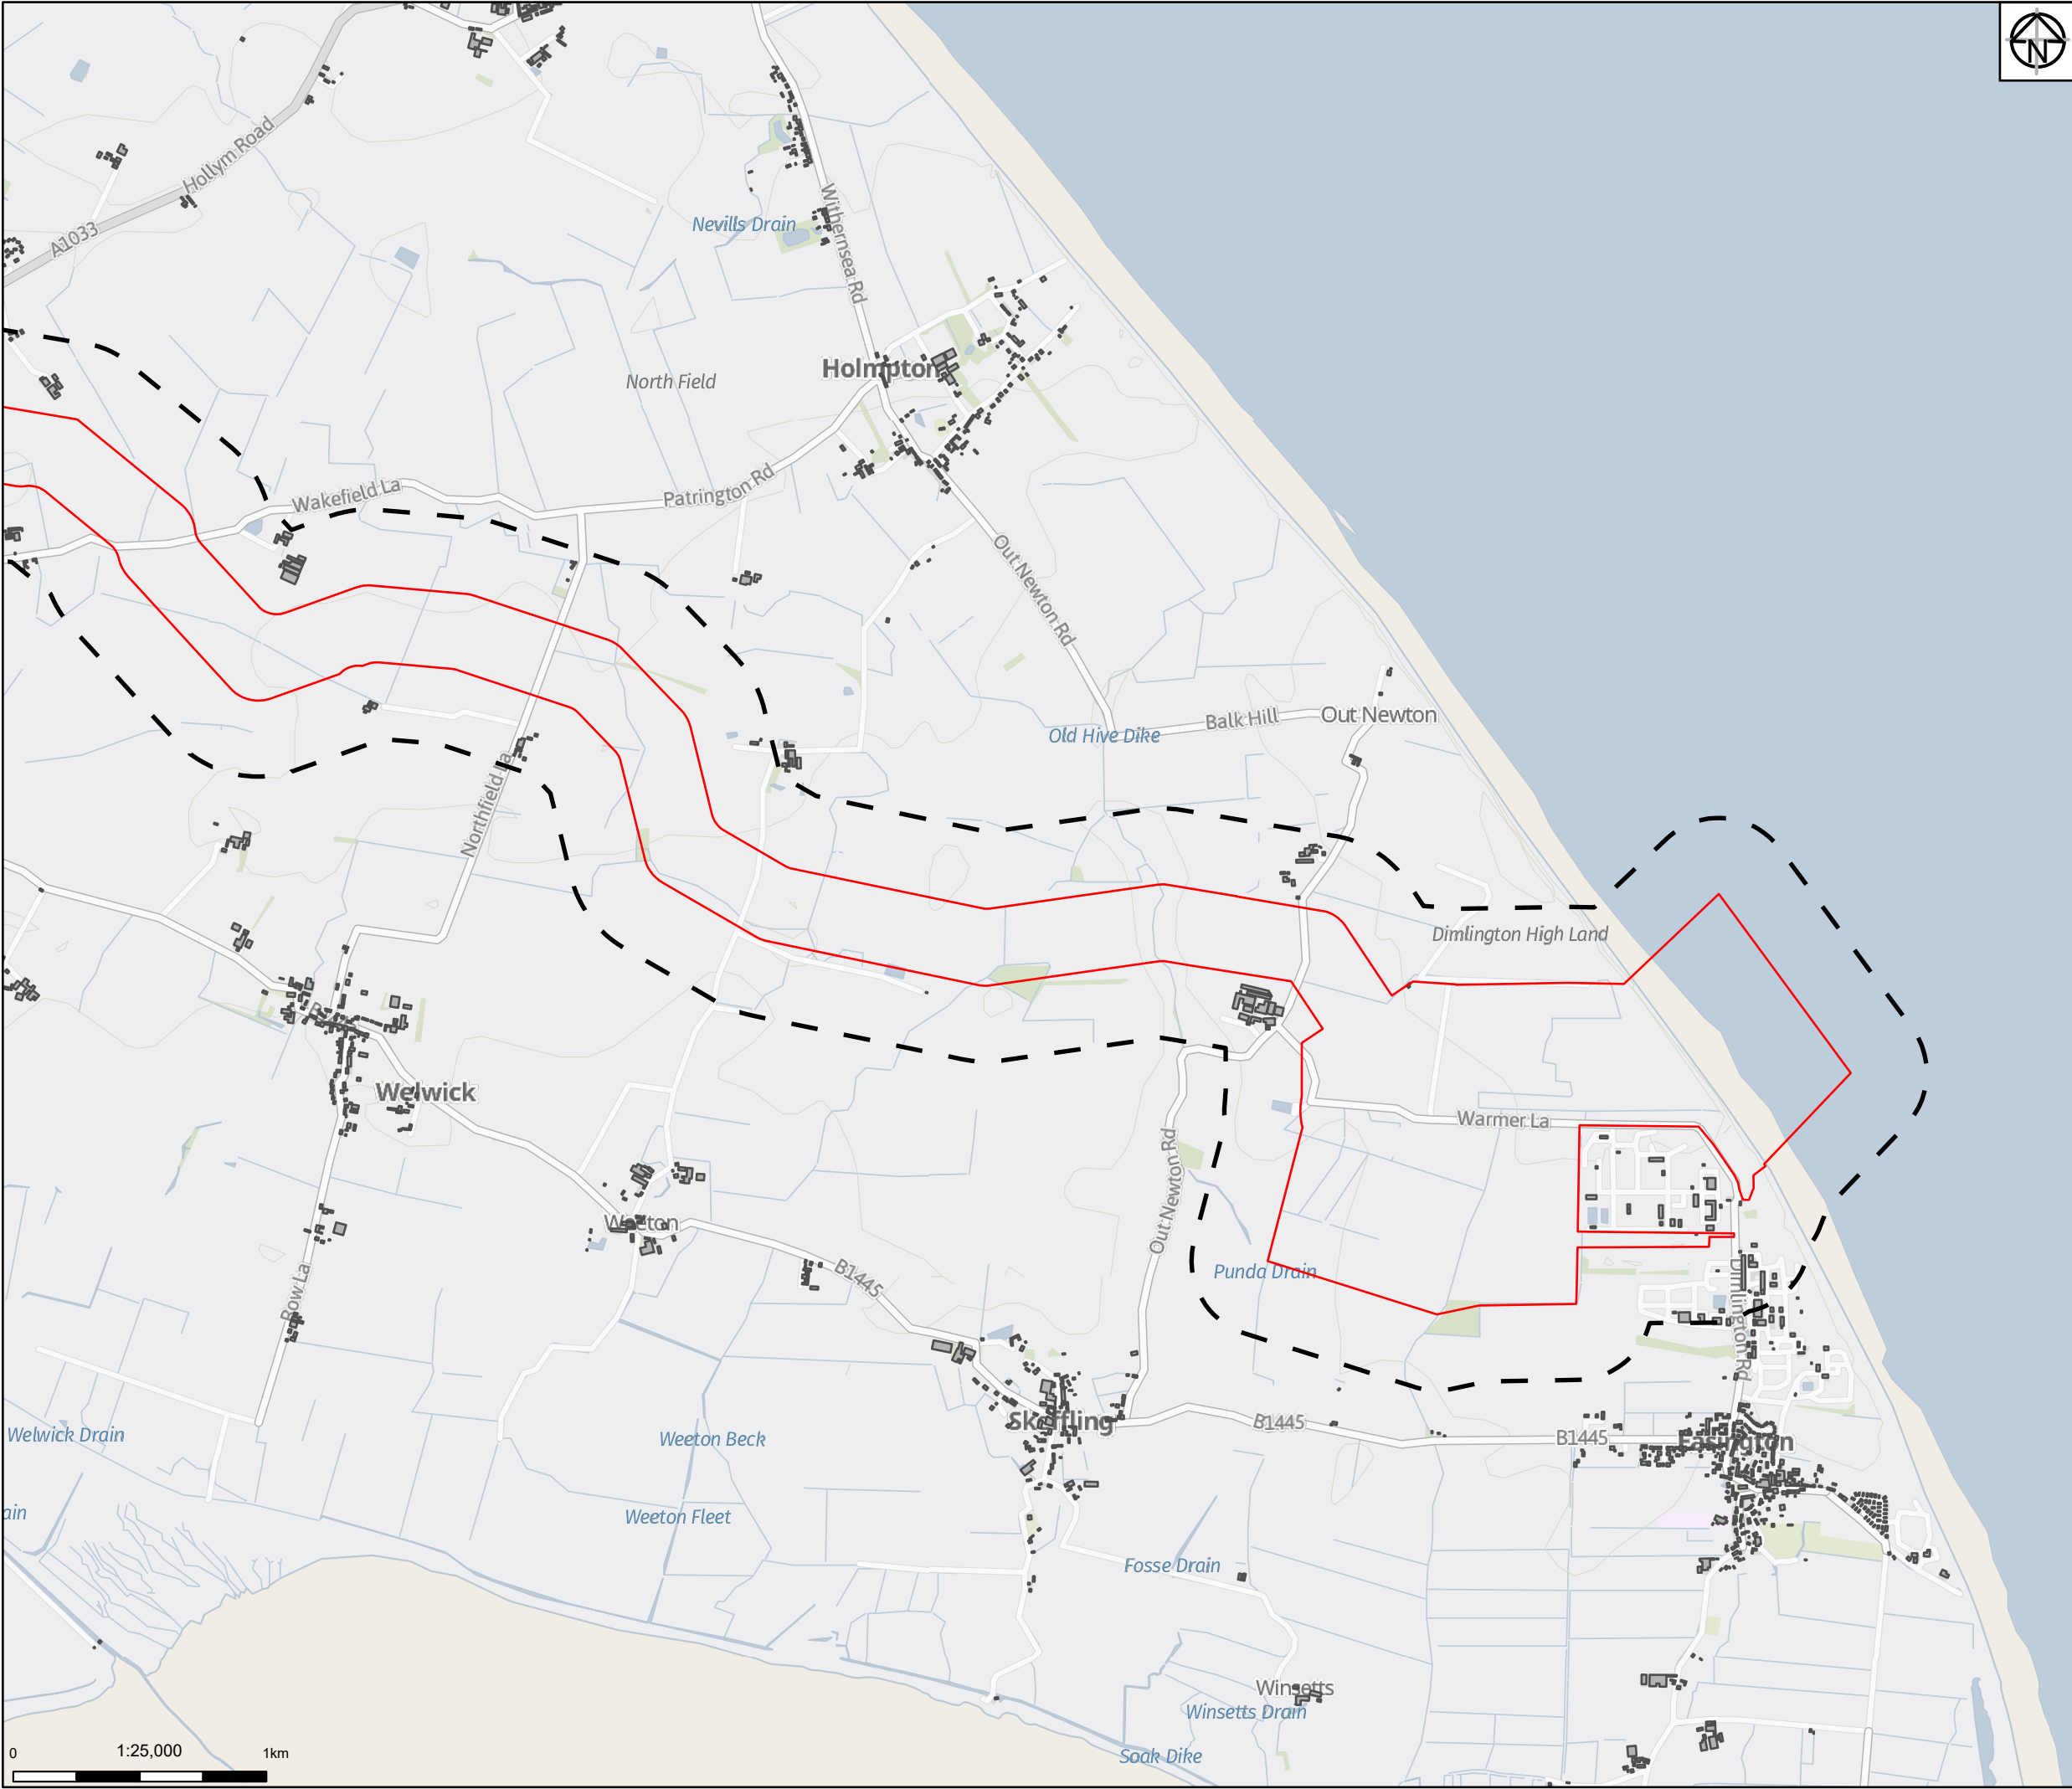 N
Hollym Road
A1033
Withernsea Rd
Nevills Drain
Holmpton
North Field
Wakefield La
Patrington Rd
Out Newton Rd
Old Hive Dike
Balk Hill
Out Newton
Northfield La
Dimlington High Land
Welwick
Warmer La
Out Newton Rd
Weeton
Punda Drain
B1445
Row La
Dimlington Rd
Welwick Drain
Weeton Beck
Skeffling
B1445
B1445
Easington
ain
Weeton Fleet
Fosse Drain
Winsetts
Winsetts Drain
Soak Dike
0
1:25,000
1km